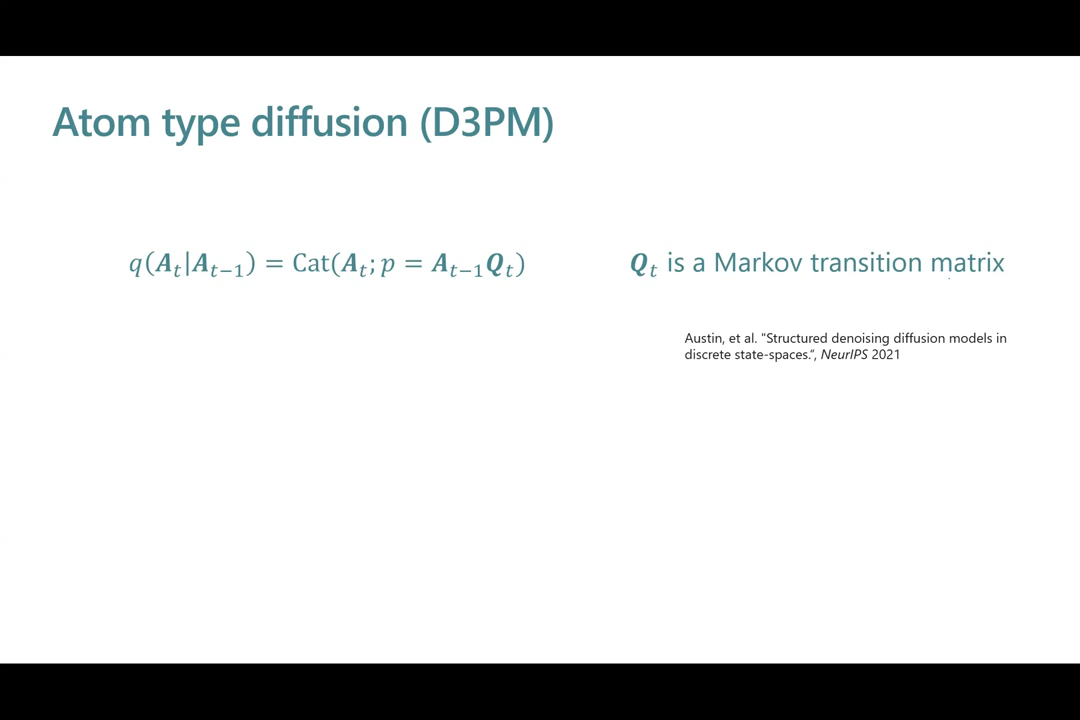 Atom type diffusion (D3PM)
q(A_t|A_{t−1}) = Cat(A_t; p = A_{t−1}Q_t)
Q_t is a Markov transition matrix
Austin, et al. "Structured denoising diffusion models in
discrete state-spaces.", NeurIPS 2021